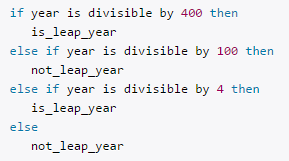 if year is divisible by 400 then
is_leap_year
else if year is divisible by 100 then
not_leap_year
else if year is divisible by 4 then
is_leap_year
else
not_leap_year